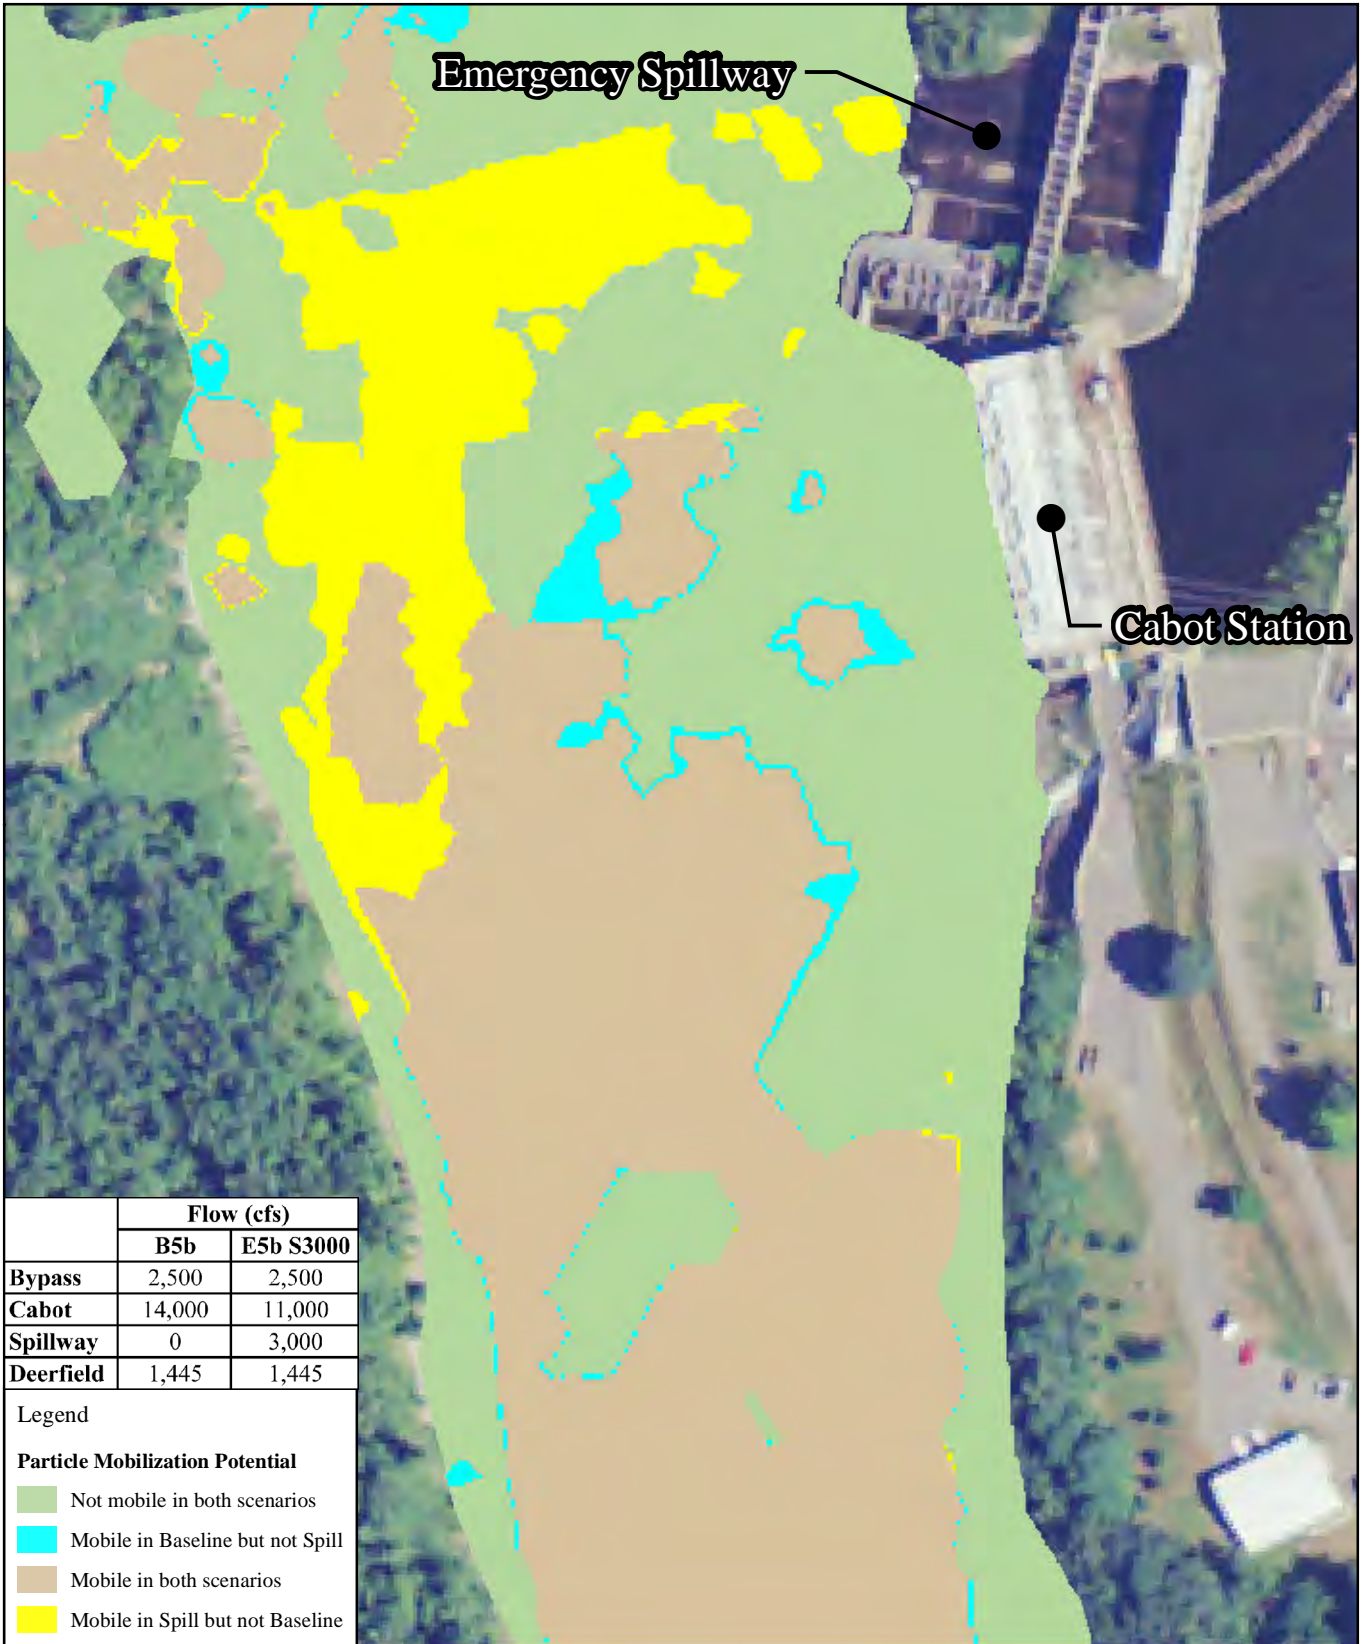 Emergency Spillway
Cabot Station
Flow (cfs)
B5b E5b S3000
Bypass 2,500 2,500
Cabot 14,000 11,000
Spillway 0 3,000
Deerfield 1,445 1,445
Legend
Particle Mobilization Potential
Not mobile in both scenarios
Mobile in Baseline but not Spill
Mobile in both scenarios
Mobile in Spill but not Baseline